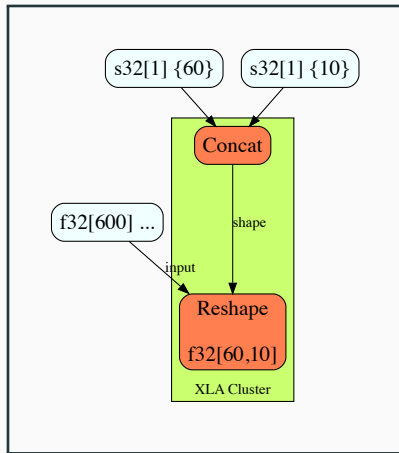 s32[1] {60}
s32[1] {10}
Concat
f32[600] ...
shape
input
Reshape
f32[60,10]
XLA Cluster